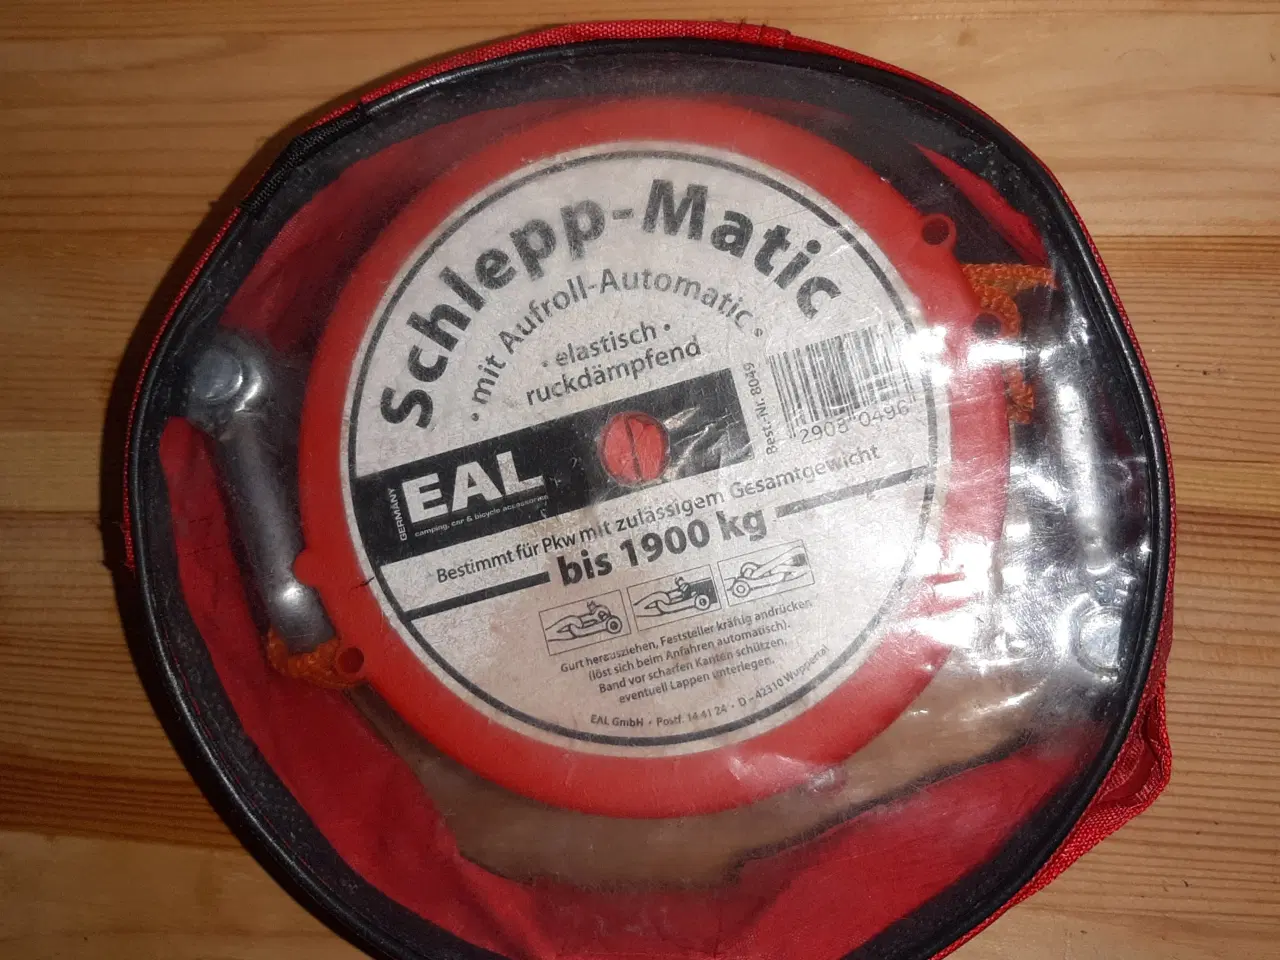 Schlepp-Matic
• mit Aufroll-Automatic •
• elastisch •
ruckdämpfend
Best.-Nr. 8049
2908 0496
GERMANY
EAL
camping, car & bicycle accessories
Bestimmt für Pkw mit zulässigem Gesamtgewicht
bis 1900 kg
Gurt herausziehen, Feststeller kräftig andrücken
(löst sich beim Anfahren automatisch).
Band vor scharfen Kanten schützen,
eventuell Lappen unterlegen.
EAL GmbH • Postf. 14 41 24 • D - 42310 Wuppertal